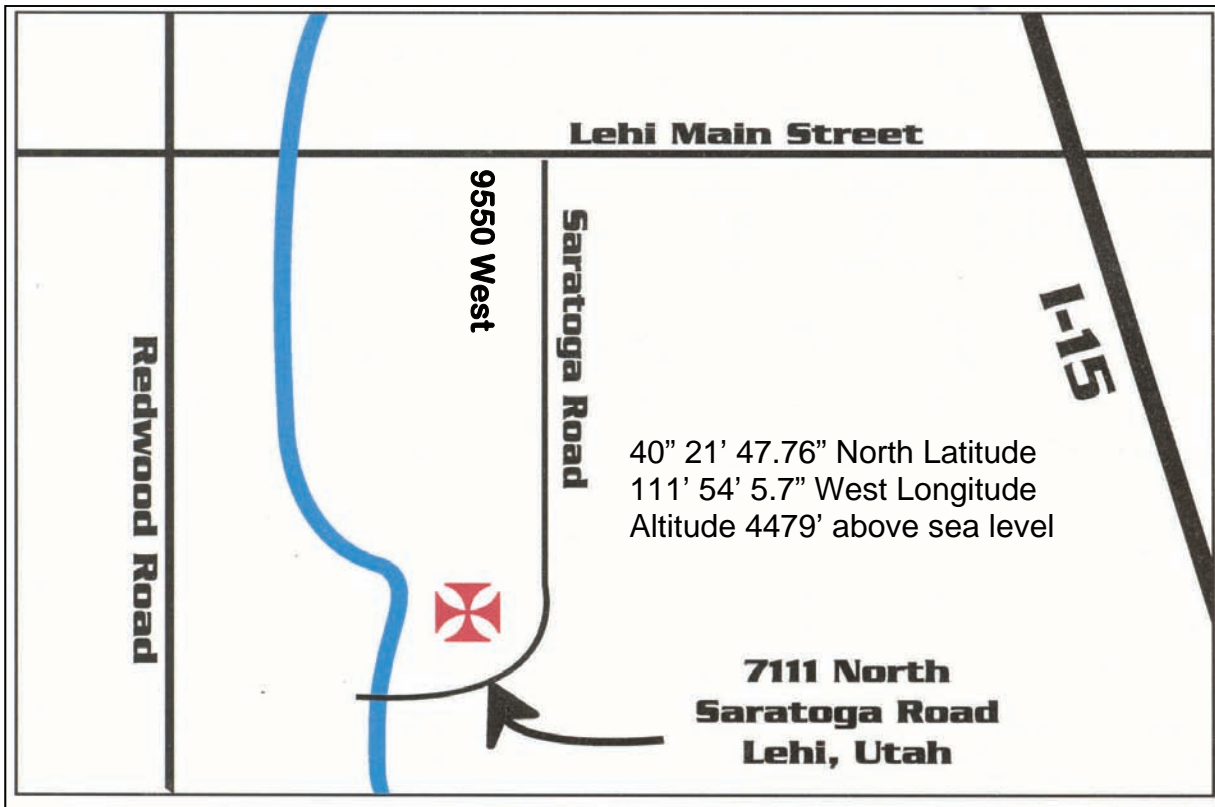 Lehi Main Street
9550 West
Saratoga Road
I-15
Redwood Road
40” 21’ 47.76” North Latitude
111’ 54’ 5.7” West Longitude
Altitude 4479’ above sea level
7111 North
Saratoga Road
Lehi, Utah